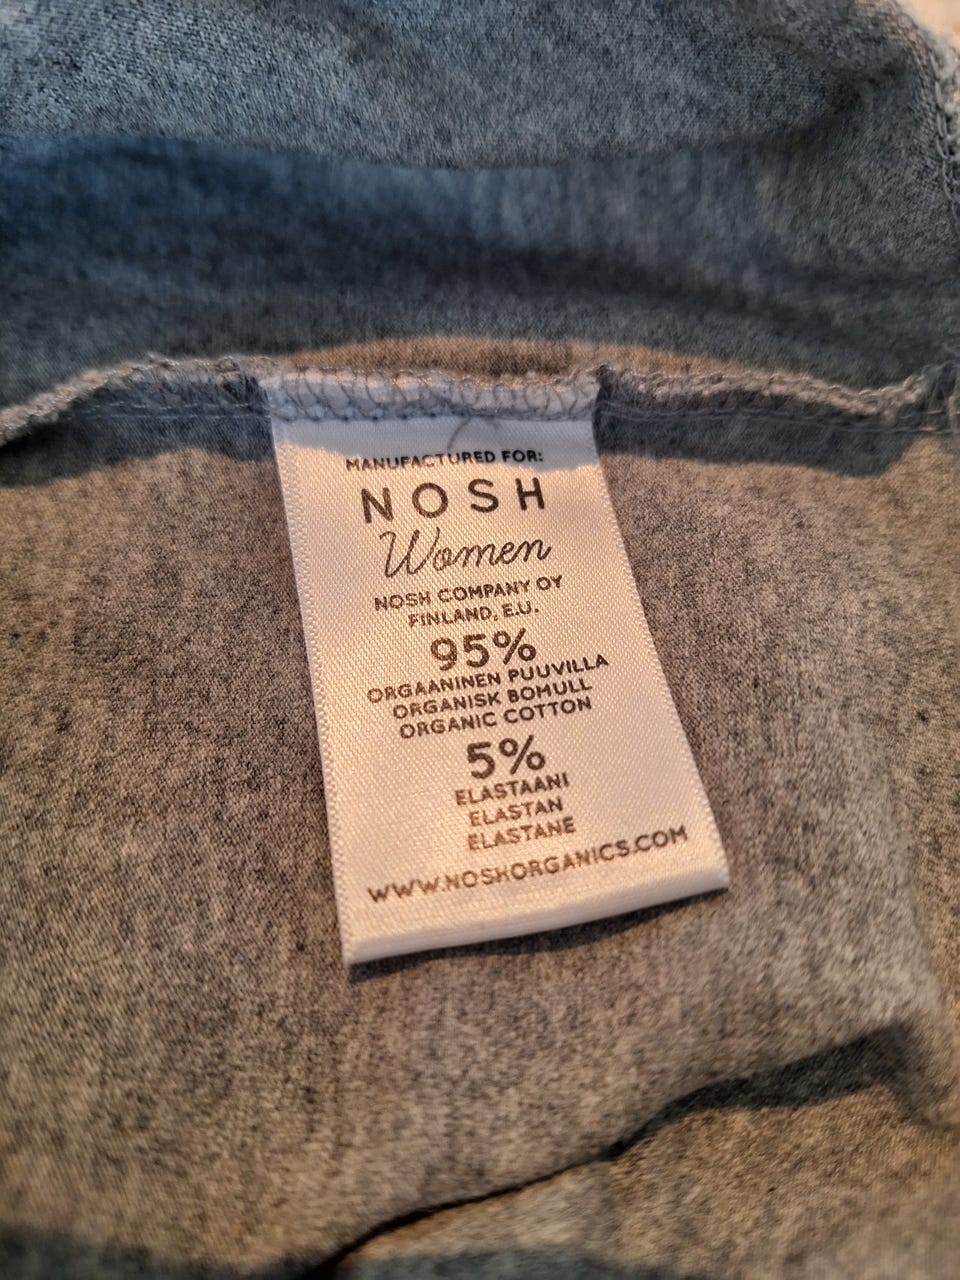 MANUFACTURED FOR:
NOSH
Women
NOSH COMPANY OY
FINLAND, E.U.
95%
ORGAANINEN PUUVILLA
ORGANISK BOMULL
ORGANIC COTTON
5%
ELASTAANI
ELASTAN
ELASTANE
WWW.NOSHORGANICS.COM